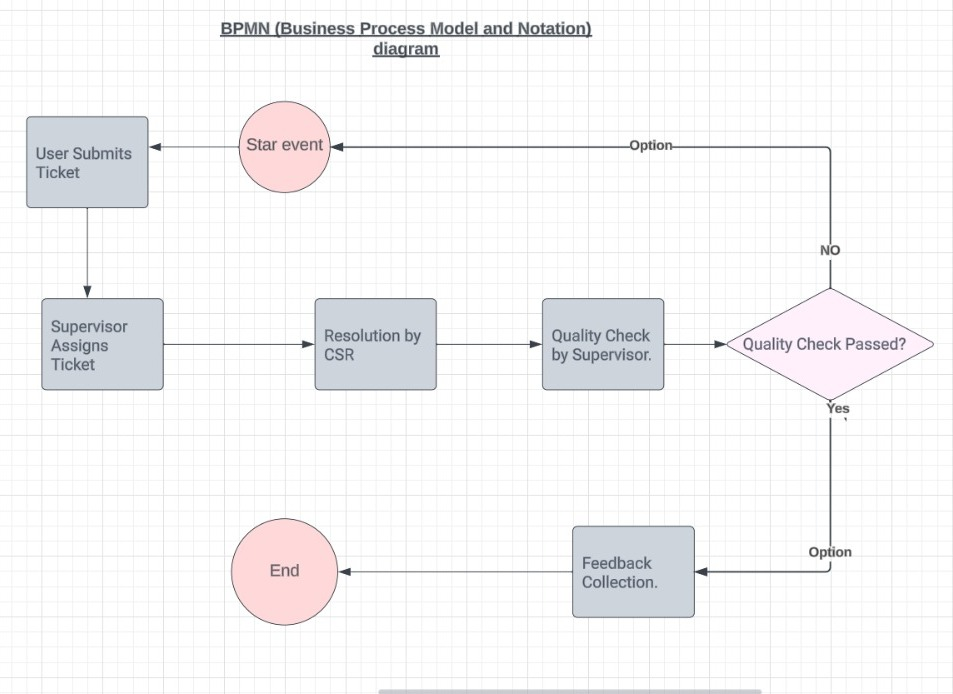 BPMN (Business Process Model and Notation)
diagram
Star event
Option
User Submits
Ticket
NO
Supervisor
Assigns
Ticket
Resolution by
CSR
Quality Check
by Supervisor.
Quality Check Passed?
Yes
Option
Feedback
Collection.
End